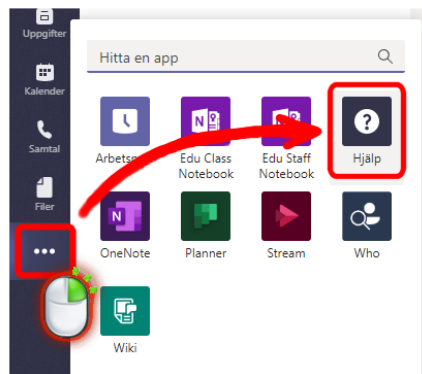 Uppgifter
Kalender
Samtal
Filer
Hitta en app
Edu Class
Notebook
Edu Staff
Notebook
Hjälp
OneNote
Planner
Stream
Who
Wiki